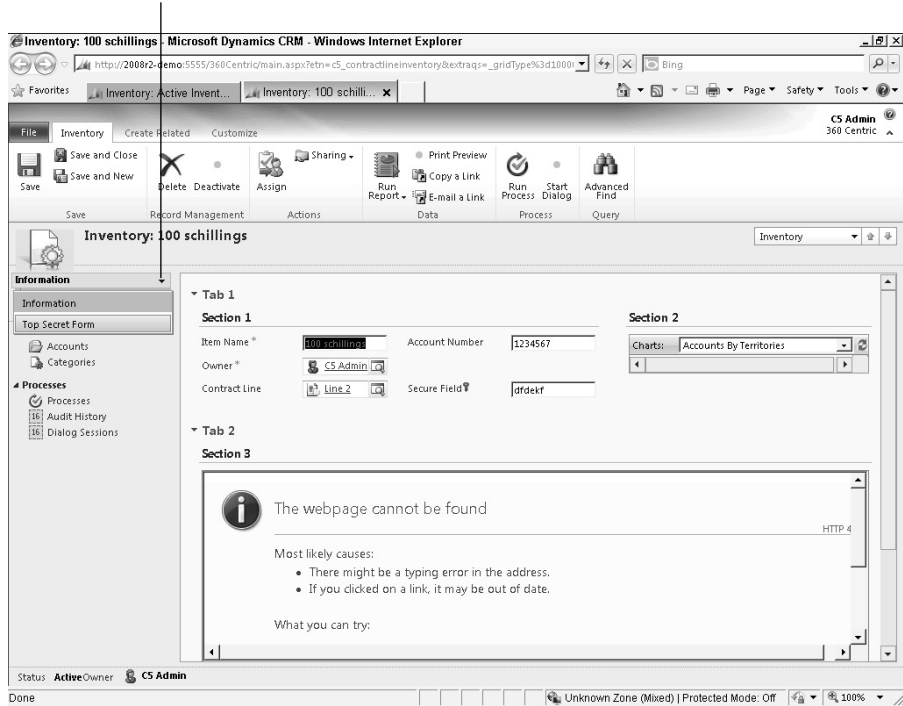 Inventory: 100 schillings - Microsoft Dynamics CRM - Windows Internet Explorer
http://2008r2-demo:5555/360Centric/main.aspx?etn=c5_contractlineinventory&extraqs=_gridType%3d1000
Bing
Favorites
Inventory: Active Invent...
Inventory: 100 schilli...
Page
Safety
Tools
File
Inventory
Create Related
Customize
C5 Admin
360 Centric
Save
Save and Close
Save and New
Delete
Deactivate
Assign
Sharing
Run Report
Print Preview
Copy a Link
E-mail a Link
Run Process
Start Dialog
Advanced Find
Save
Record Management
Actions
Data
Process
Query
Inventory: 100 schillings
Inventory
Information
Information
Top Secret Form
Accounts
Categories
Processes
Processes
16 Audit History
16 Dialog Sessions
Tab 1
Section 1
Section 2
Item Name *
100 schillings
Account Number
1234567
Charts:
Accounts By Territories
Owner *
C5 Admin
Contract Line
Line 2
Secure Field
dfdekf
Tab 2
Section 3
The webpage cannot be found
HTTP 4
Most likely causes:
• There might be a typing error in the address.
• If you clicked on a link, it may be out of date.
What you can try:
Status Active Owner C5 Admin
Done
Unknown Zone (Mixed) | Protected Mode: Off
100%